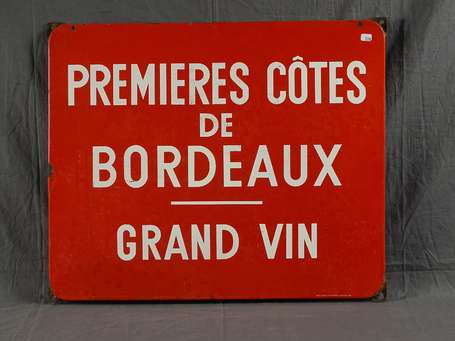 PREMIERES CÔTES
DE
BORDEAUX
GRAND VIN